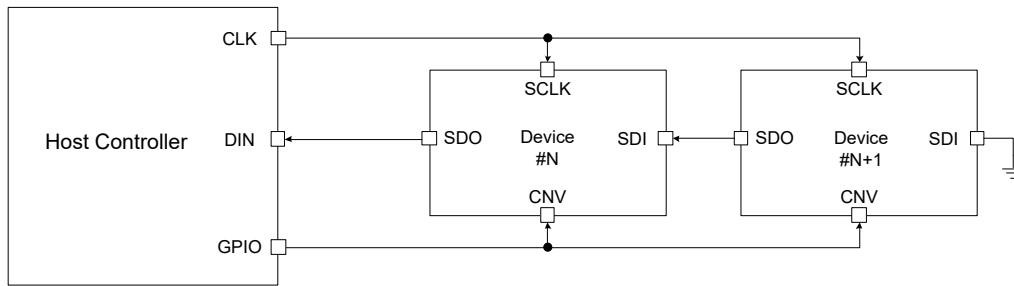 CLK
SCLK
SCLK
Host Controller
DIN
SDO
Device
#N
SDI
SDO
Device
#N+1
SDI
CNV
CNV
GPIO